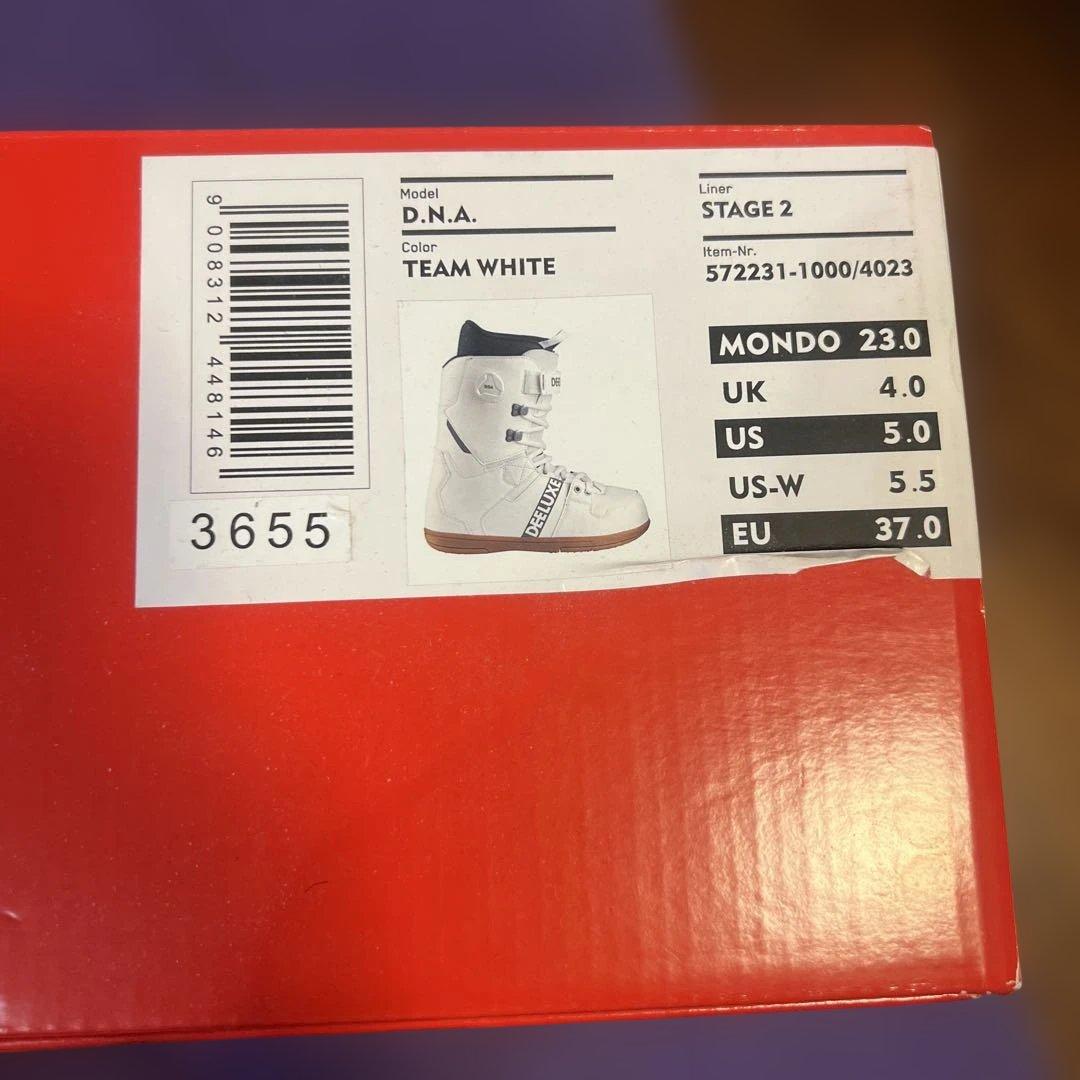 9 008312 448146
3655
Model
D.N.A.
Color
TEAM WHITE
DEELUXE
Liner
STAGE 2
Item-Nr.
572231-1000/4023
MONDO 23.0
UK 4.0
US 5.0
US-W 5.5
EU 37.0